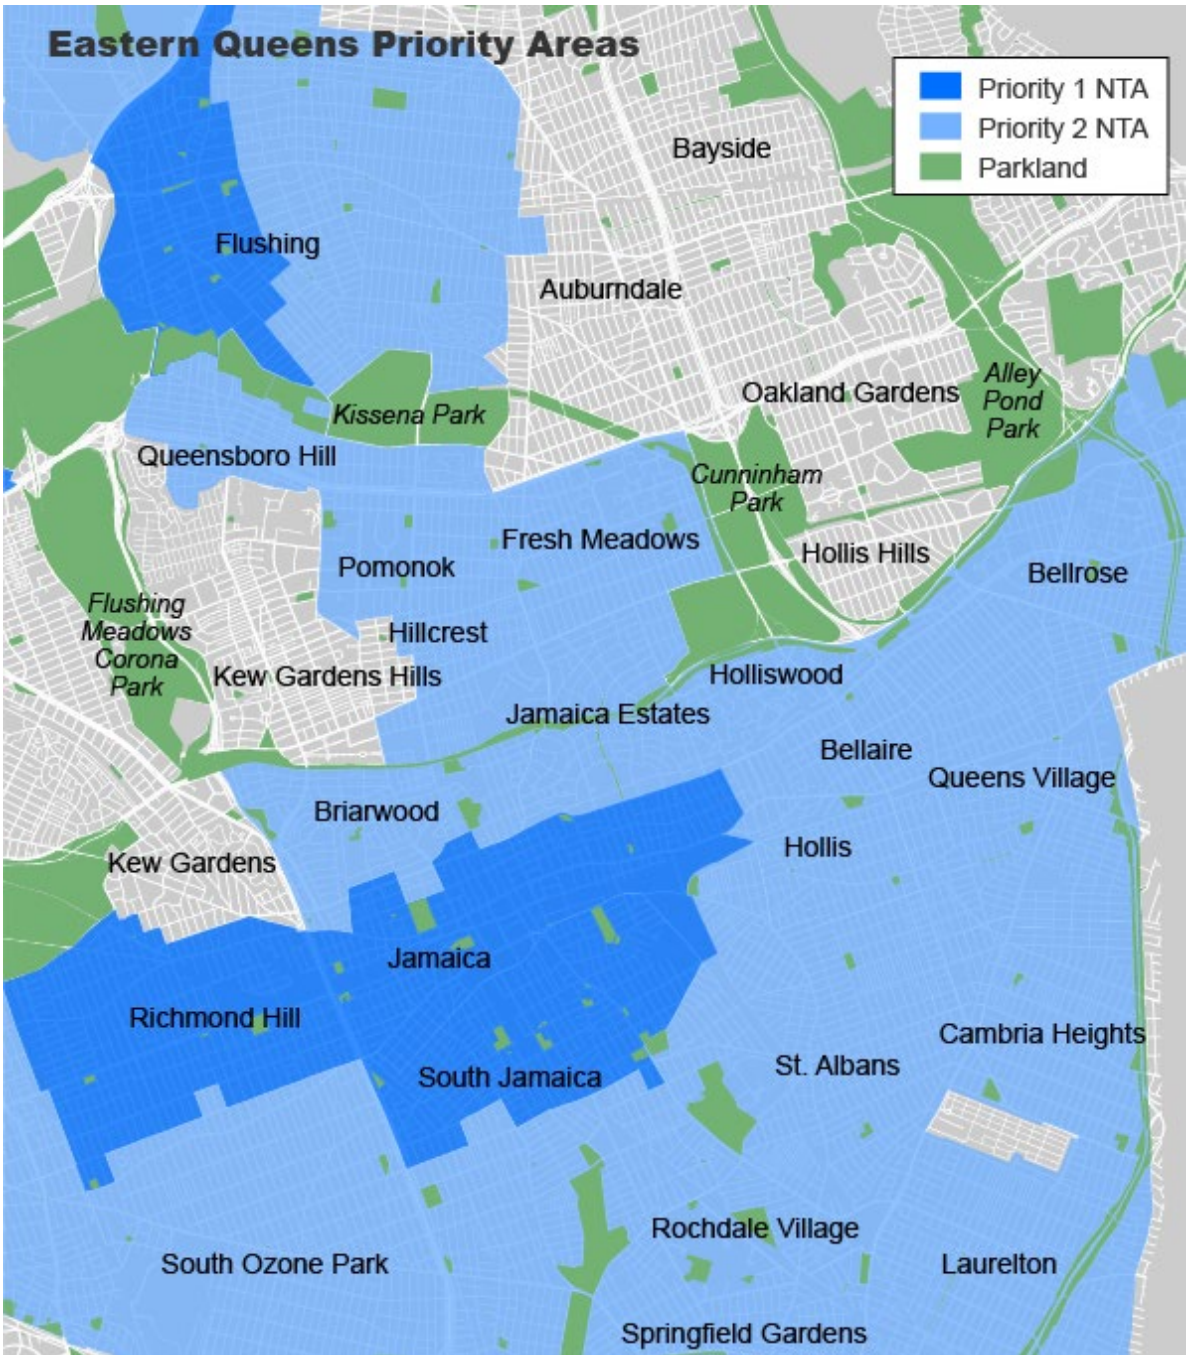 Eastern Queens Priority Areas
Priority 1 NTA
Priority 2 NTA
Parkland
Bayside
Flushing
Auburndale
Oakland Gardens
Alley
Pond
Park
Kissena Park
Queensboro Hill
Cunninham
Park
Fresh Meadows
Hollis Hills
Pomonok
Bellrose
Flushing
Meadows
Corona
Park
Hillcrest
Kew Gardens Hills
Holliswood
Jamaica Estates
Bellaire
Queens Village
Briarwood
Hollis
Kew Gardens
Jamaica
Richmond Hill
Cambria Heights
St. Albans
South Jamaica
Rochdale Village
South Ozone Park
Laurelton
Springfield Gardens